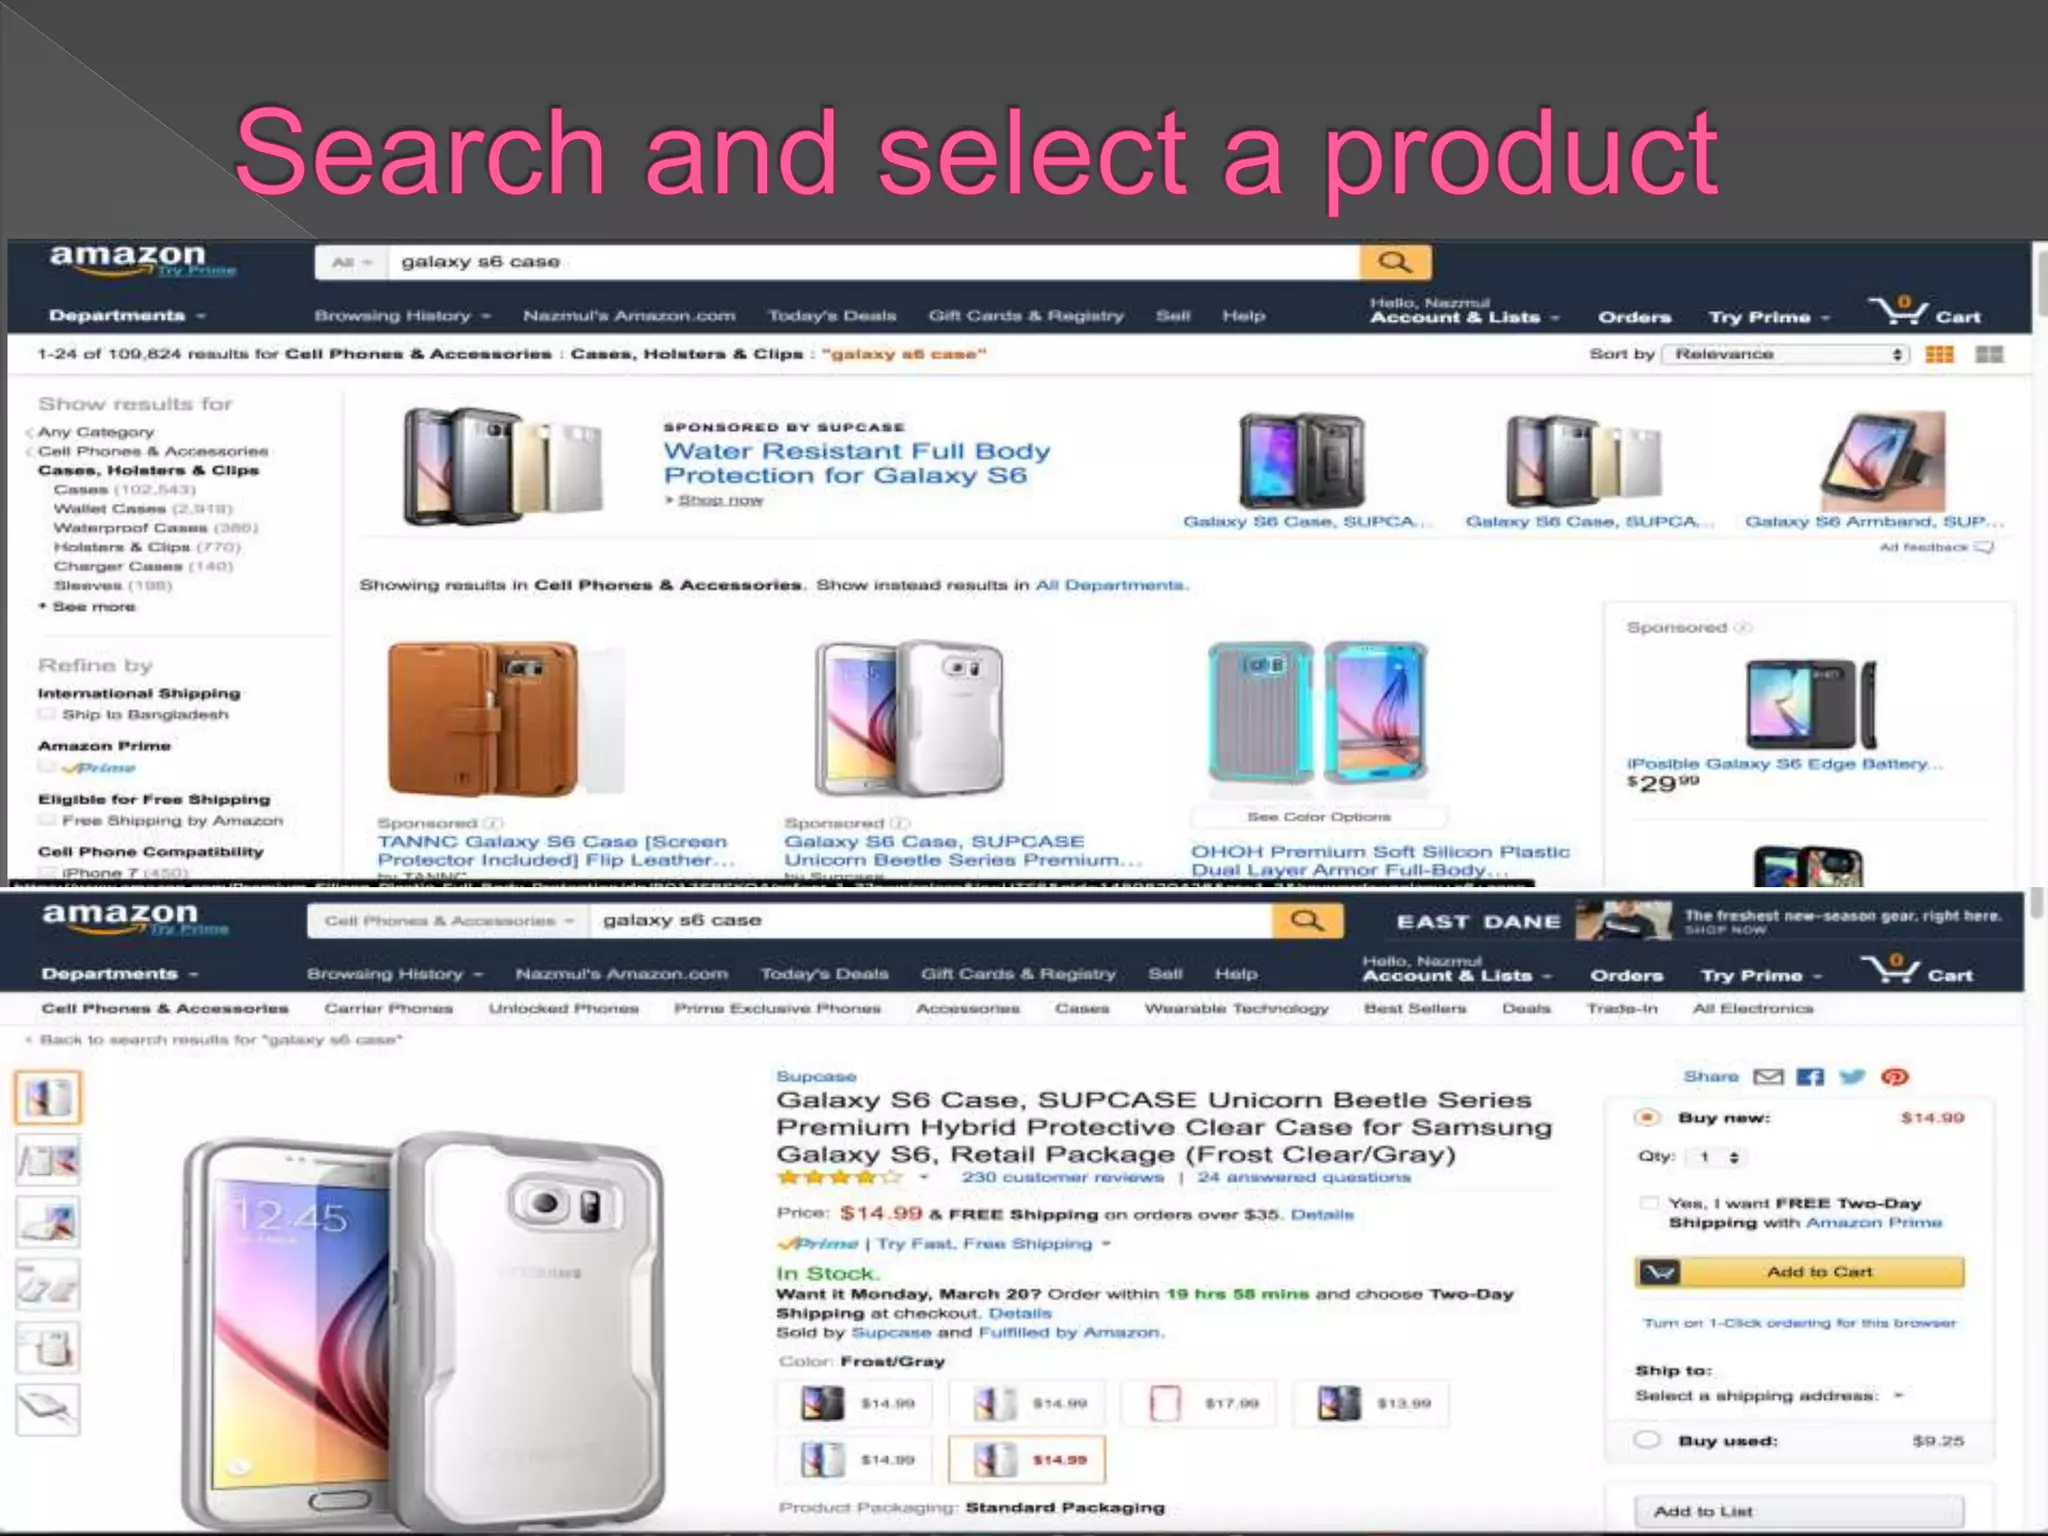 Search and select a product
amazon
Try Prime
All
galaxy s6 case
Departments
Browsing History
Nazmul's Amazon.com
Today's Deals
Gift Cards & Registry
Sell
Help
Hello, Nazmul
Account & Lists
Orders
Try Prime
0
Cart
1-24 of 109,824 results for Cell Phones & Accessories : Cases, Holsters & Clips : "galaxy s6 case"
Sort by Relevance
Show results for
Any Category
Cell Phones & Accessories
Cases, Holsters & Clips
Cases (102,543)
Wallet Cases (2,919)
Waterproof Cases (386)
Holsters & Clips (770)
Charger Cases (140)
Sleeves (198)
See more
Refine by
International Shipping
Ship to Bangladesh
Amazon Prime
Prime
Eligible for Free Shipping
Free Shipping by Amazon
Cell Phone Compatibility
iPhone 7 (450)
SPONSORED BY SUPCASE
Water Resistant Full Body
Protection for Galaxy S6
Shop now
Galaxy S6 Case, SUPCA...
Galaxy S6 Case, SUPCA...
Galaxy S6 Armband, SUP...
Ad feedback
Showing results in Cell Phones & Accessories. Show instead results in All Departments.
Sponsored
TANNC Galaxy S6 Case [Screen
Protector Included] Flip Leather...
by TANNC
Sponsored
Galaxy S6 Case, SUPCASE
Unicorn Beetle Series Premium...
by Supcase
See Color Options
OHOH Premium Soft Silicon Plastic
Dual Layer Armor Full-Body...
Sponsored
iPosible Galaxy S6 Edge Battery...
$29.99
amazon
Try Prime
Cell Phones & Accessories
galaxy s6 case
EAST DANE
The freshest new-season gear, right here.
SHOP NOW
Departments
Browsing History
Nazmul's Amazon.com
Today's Deals
Gift Cards & Registry
Sell
Help
Hello, Nazmul
Account & Lists
Orders
Try Prime
0
Cart
Cell Phones & Accessories
Carrier Phones
Unlocked Phones
Prime Exclusive Phones
Accessories
Cases
Wearable Technology
Best Sellers
Deals
Trade-In
All Electronics
‹ Back to search results for "galaxy s6 case"
12:45
SAMSUNG
Supcase
Galaxy S6 Case, SUPCASE Unicorn Beetle Series
Premium Hybrid Protective Clear Case for Samsung
Galaxy S6, Retail Package (Frost Clear/Gray)
230 customer reviews | 24 answered questions
Price: $14.99 & FREE Shipping on orders over $35. Details
Prime | Try Fast, Free Shipping
In Stock.
Want it Monday, March 20? Order within 19 hrs 58 mins and choose Two-Day
Shipping at checkout. Details
Sold by Supcase and Fulfilled by Amazon.
Color: Frost/Gray
$14.99
$14.99
$17.99
$13.99
$14.99
$14.99
Product Packaging: Standard Packaging
Share
Buy new: $14.99
Qty: 1
Yes, I want FREE Two-Day
Shipping with Amazon Prime
Add to Cart
Turn on 1-Click ordering for this browser
Ship to:
Select a shipping address:
Buy used: $9.25
Add to List